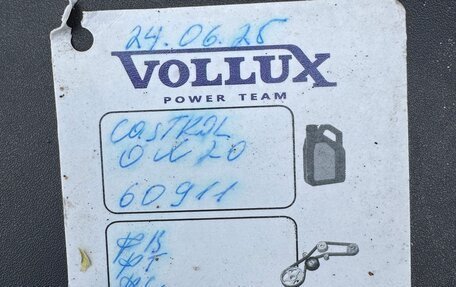 24.06.25
VOLLUX
POWER TEAM
CASTROL
0W20
60911